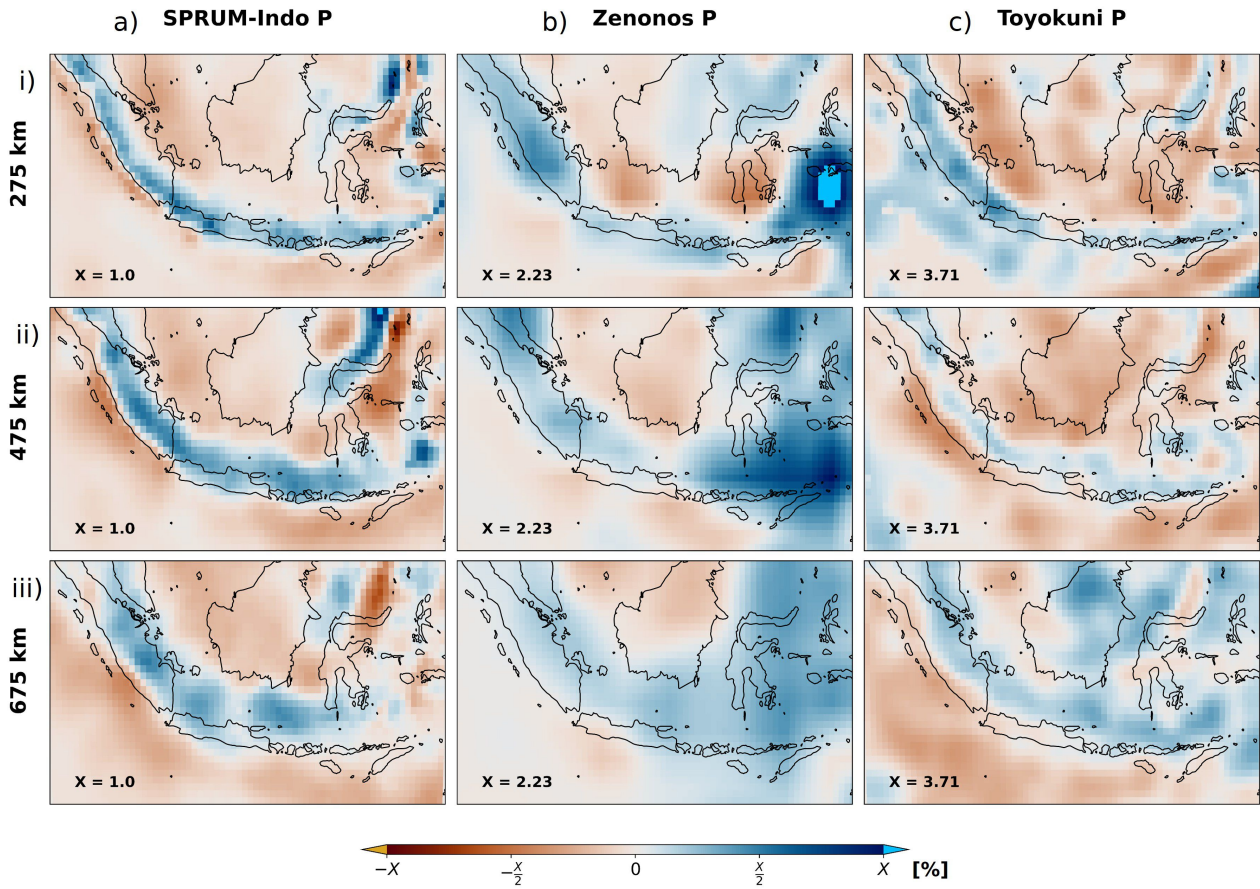 a) SPRUM-Indo P b) Zenonos P c) Toyokuni P
i)
275 km
X = 1.0 X = 2.23 X = 3.71
ii)
475 km
X = 1.0 X = 2.23 X = 3.71
iii)
675 km
X = 1.0 X = 2.23 X = 3.71
−X −X/2 0 X/2 X [%]